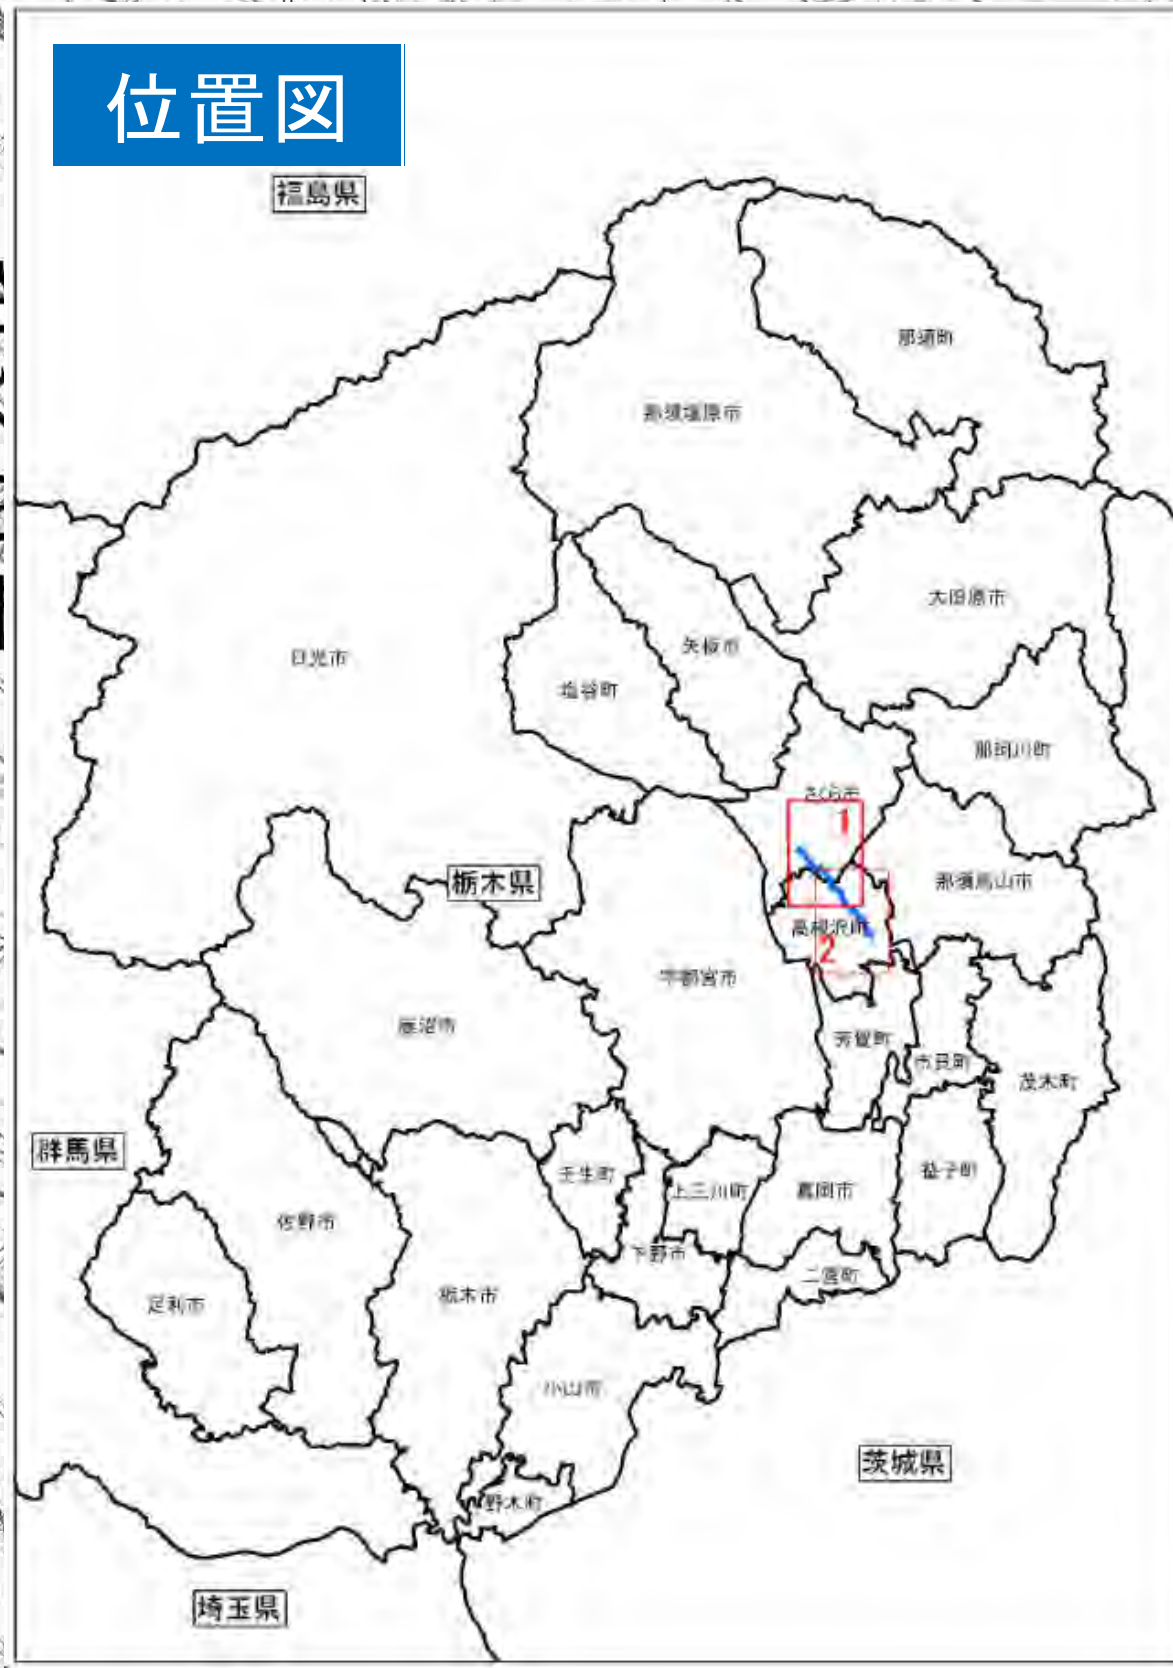 位置図
福島県
那須町
那須塩原市
大田原市
日光市
矢板市
塩谷町
那珂川町
さくら市
1
栃木県
那須烏山市
高根沢町
2
宇都宮市
鹿沼市
芳賀町
市貝町
茂木町
群馬県
壬生町
上三川町
真岡市
益子町
佐野市
下野市
二宮町
足利市
栃木市
小山市
茨城県
野木町
埼玉県